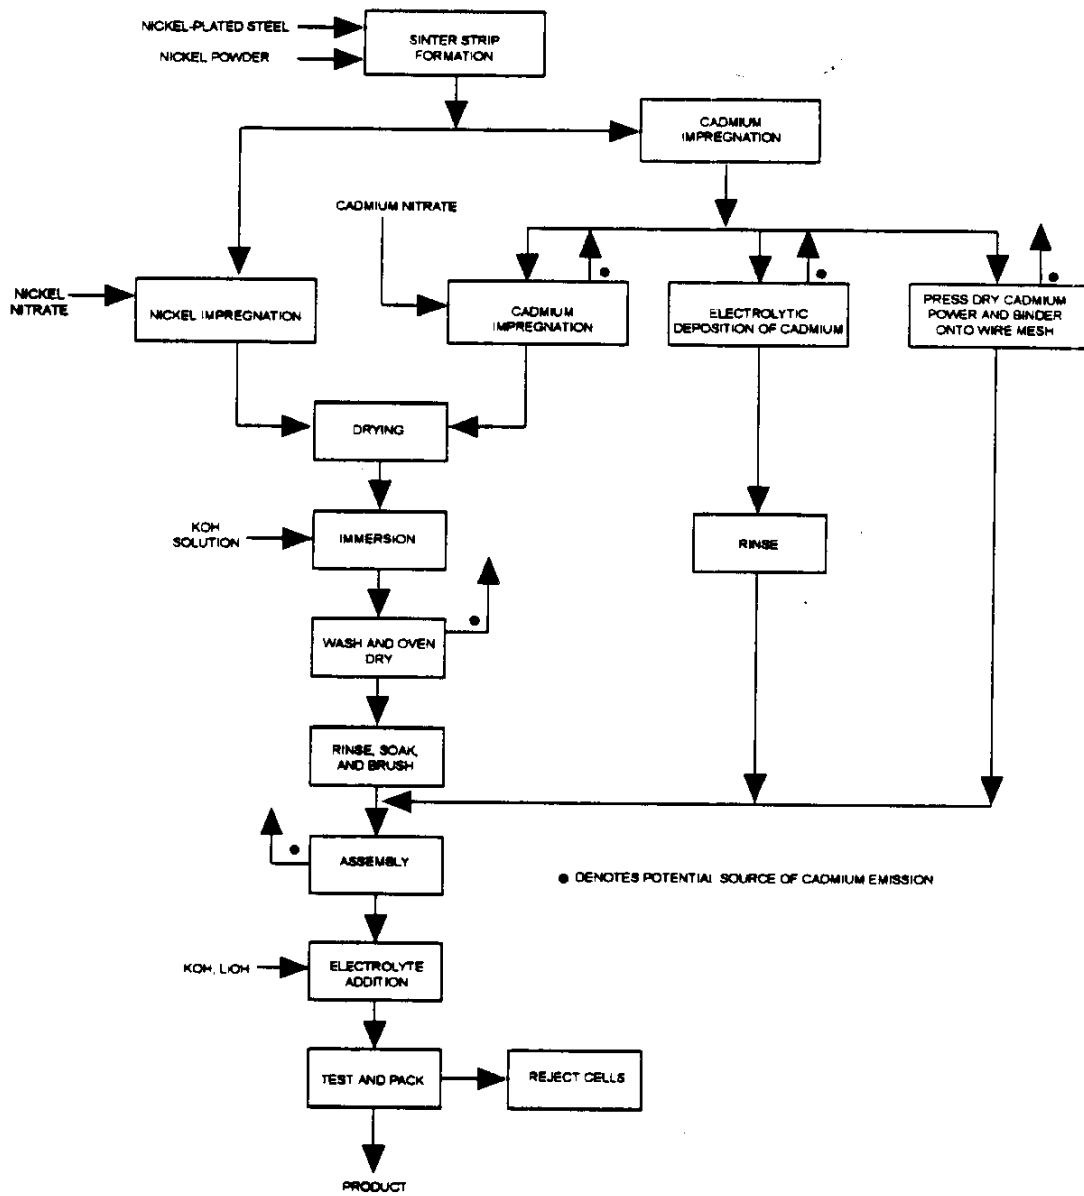 NICKEL-PLATED STEEL
NICKEL POWDER
SINTER STRIP
FORMATION
CADMIUM
IMPREGNATION
CADMIUM NITRATE
NICKEL
NITRATE
NICKEL IMPREGNATION
CADMIUM
IMPREGNATION
ELECTROLYTIC
DEPOSITION OF CADMIUM
PRESS DRY CADMIUM
POWER AND BINDER
ONTO WIRE MESH
DRYING
KOH
SOLUTION
IMMERSION
RINSE
WASH AND OVEN
DRY
RINSE, SOAK,
AND BRUSH
ASSEMBLY
● DENOTES POTENTIAL SOURCE OF CADMIUM EMISSION
KOH, LIOH
ELECTROLYTE
ADDITION
TEST AND PACK
REJECT CELLS
PRODUCT